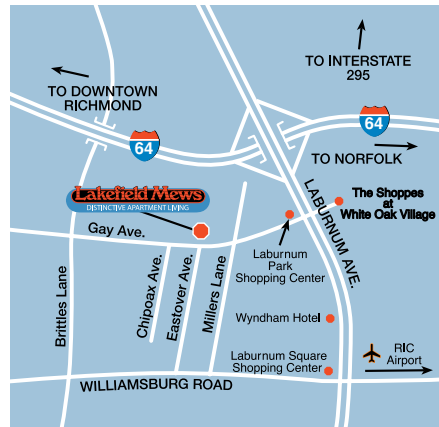 TO INTERSTATE
295
TO DOWNTOWN
RICHMOND
64
64
TO NORFOLK
Lakefield Mews
DISTINCTIVE APARTMENT LIVING
The Shoppes
at
White Oak Village
LABURNUM AVE.
Gay Ave.
Laburnum
Park
Shopping Center
Brittles Lane
Chipoax Ave.
Eastover Ave.
Millers Lane
Wyndham Hotel
RIC
Airport
Laburnum Square
Shopping Center
WILLIAMSBURG ROAD